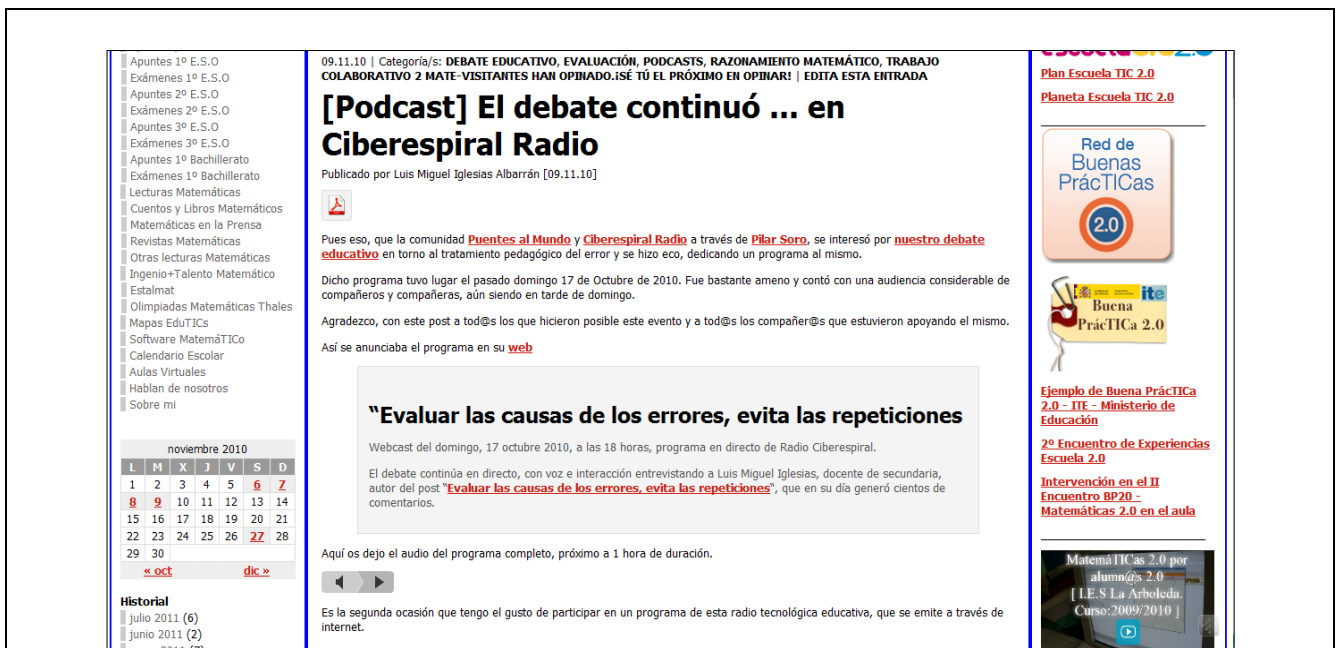 Apuntes 1º E.S.O
Exámenes 1º E.S.O
Apuntes 2º E.S.O
Exámenes 2º E.S.O
Apuntes 3º E.S.O
Exámenes 3º E.S.O
Apuntes 1º Bachillerato
Exámenes 1º Bachillerato
Lecturas Matemáticas
Cuentos y Libros Matemáticos
Matemáticas en la Prensa
Revistas Matemáticas
Otras lecturas Matemáticas
Ingenio+Talento Matemático
Estalmat
Olimpiadas Matemáticas Thales
Mapas EduTICs
Software MatemáTICo
Calendario Escolar
Aulas Virtuales
Hablan de nosotros
Sobre mi
noviembre 2010
L M X J V S D
1 2 3 4 5 6 7
8 9 10 11 12 13 14
15 16 17 18 19 20 21
22 23 24 25 26 27 28
29 30
« oct dic »
Historial
julio 2011 (6)
junio 2011 (2)
09.11.10 | Categoría/s: DEBATE EDUCATIVO, EVALUACIÓN, PODCASTS, RAZONAMIENTO MATEMÁTICO, TRABAJO
COLABORATIVO 2 MATE-VISITANTES HAN OPINADO.¡SÉ TÚ EL PRÓXIMO EN OPINAR! | EDITA ESTA ENTRADA
[Podcast] El debate continuó ... en
Ciberespiral Radio
Publicado por Luis Miguel Iglesias Albarrán [09.11.10]
Pues eso, que la comunidad Puentes al Mundo y Ciberespiral Radio a través de Pilar Soro, se interesó por nuestro debate
educativo en torno al tratamiento pedagógico del error y se hizo eco, dedicando un programa al mismo.
Dicho programa tuvo lugar el pasado domingo 17 de Octubre de 2010. Fue bastante ameno y contó con una audiencia considerable de
compañeros y compañeras, aún siendo en tarde de domingo.
Agradezco, con este post a tod@s los que hicieron posible este evento y a tod@s los compañer@s que estuvieron apoyando el mismo.
Así se anunciaba el programa en su web
“Evaluar las causas de los errores, evita las repeticiones
Webcast del domingo, 17 octubre 2010, a las 18 horas, programa en directo de Radio Ciberespiral.
El debate continúa en directo, con voz e interacción entrevistando a Luis Miguel Iglesias, docente de secundaria,
autor del post “Evaluar las causas de los errores, evita las repeticiones”, que en su día generó cientos de
comentarios.
Aquí os dejo el audio del programa completo, próximo a 1 hora de duración.
Es la segunda ocasión que tengo el gusto de participar en un programa de esta radio tecnológica educativa, que se emite a través de
internet.
Plan Escuela TIC 2.0
Planeta Escuela TIC 2.0
Red de
Buenas
PrácTICas
2.0
ite
Buena
PrácTICa 2.0
Ejemplo de Buena PrácTICa
2.0 - ITE - Ministerio de
Educación
2º Encuentro de Experiencias
Escuela 2.0
Intervención en el II
Encuentro BP20 -
Matemáticas 2.0 en el aula
MatemáTICas 2.0 por
alumn@s 2.0
[ I.E.S La Arboleda.
Curso:2009/2010 ]